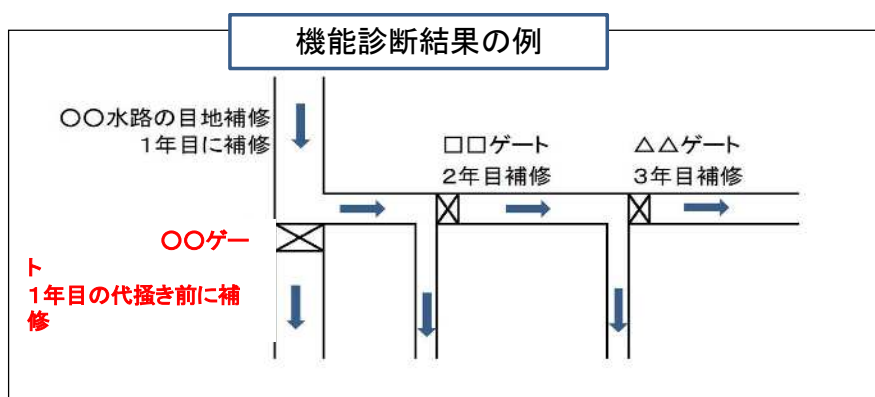 機能診断結果の例
〇〇水路の目地補修
1年目に補修
□□ゲート
2年目補修
△△ゲート
3年目補修
〇〇ゲー
ト
1年目の代掻き前に補
修